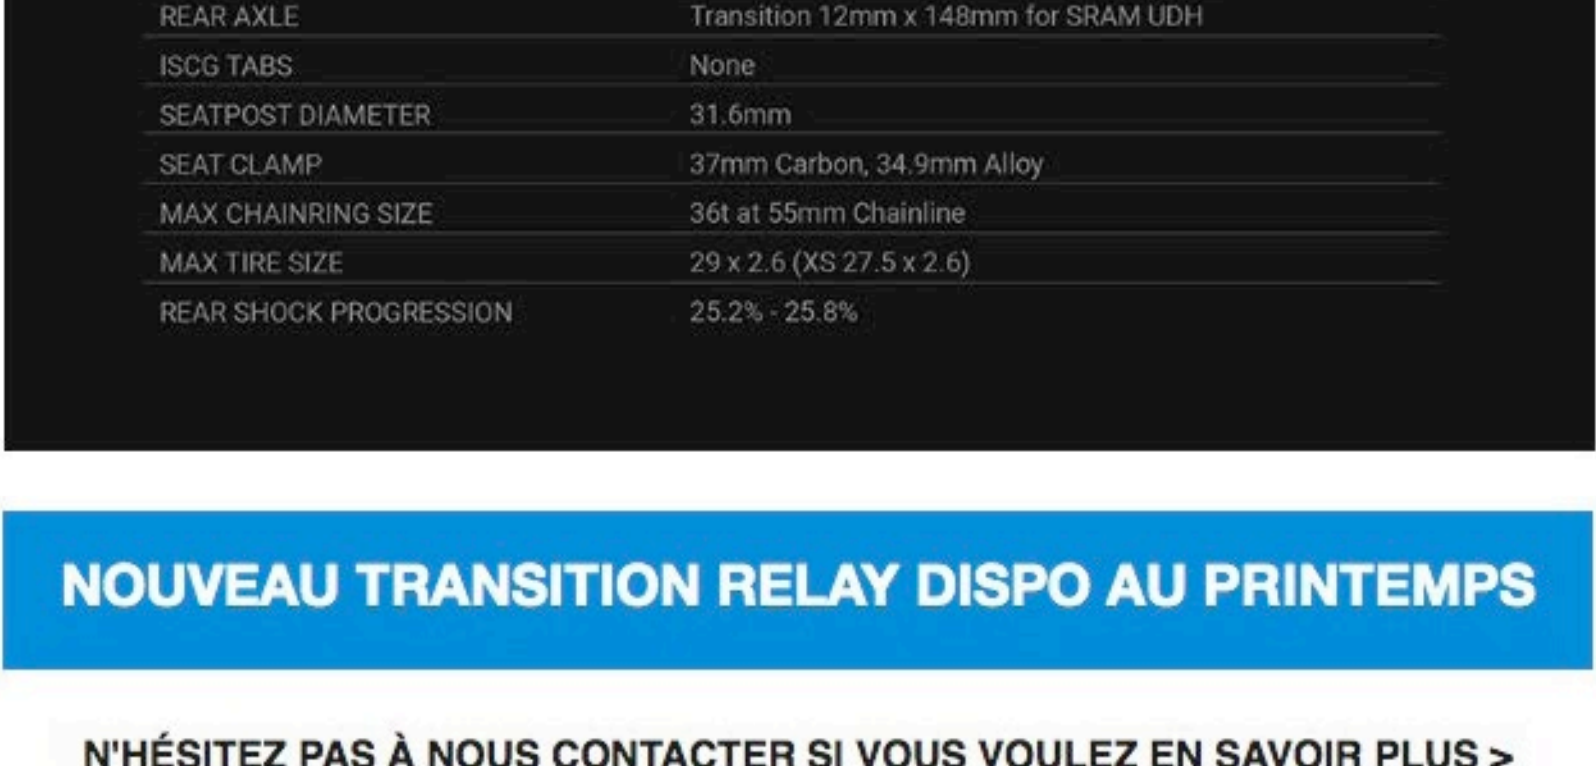 REAR AXLE Transition 12mm x 148mm for SRAM UDH
ISCG TABS None
SEATPOST DIAMETER 31.6mm
SEAT CLAMP 37mm Carbon, 34.9mm Alloy
MAX CHAINRING SIZE 36t at 55mm Chainline
MAX TIRE SIZE 29 x 2.6 (XS 27.5 x 2.6)
REAR SHOCK PROGRESSION 25.2% - 25.8%
NOUVEAU TRANSITION RELAY DISPO AU PRINTEMPS
N'HÉSITEZ PAS À NOUS CONTACTER SI VOUS VOULEZ EN SAVOIR PLUS >